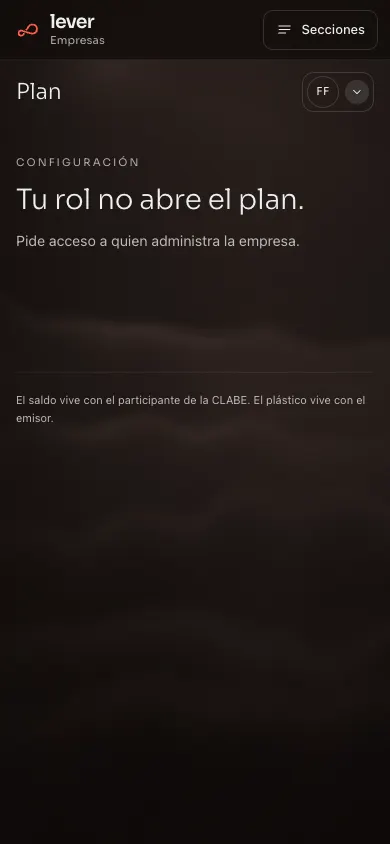 lever
Empresas
Secciones
Plan
FF
CONFIGURACIÓN
Tu rol no abre el plan.
Pide acceso a quien administra la empresa.
El saldo vive con el participante de la CLABE. El plástico vive con el
emisor.